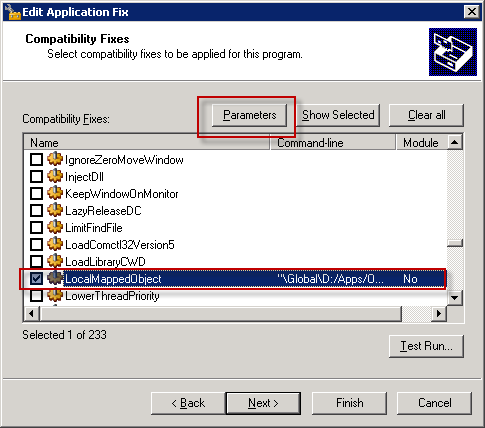 Edit Application Fix
Compatibility Fixes
Select compatibility fixes to be applied for this program.
Compatibility Fixes:
Parameters
Show Selected
Clear all
Name Command-line Module
IgnoreZeroMoveWindow
InjectDll
KeepWindowOnMonitor
LazyReleaseDC
LimitFindFile
LoadComctl32Version5
LoadLibraryCWD
LocalMappedObject "\Global\D:/Apps/O... No
LowerThreadPriority
Selected 1 of 233
Test Run...
< Back
Next >
Finish
Cancel